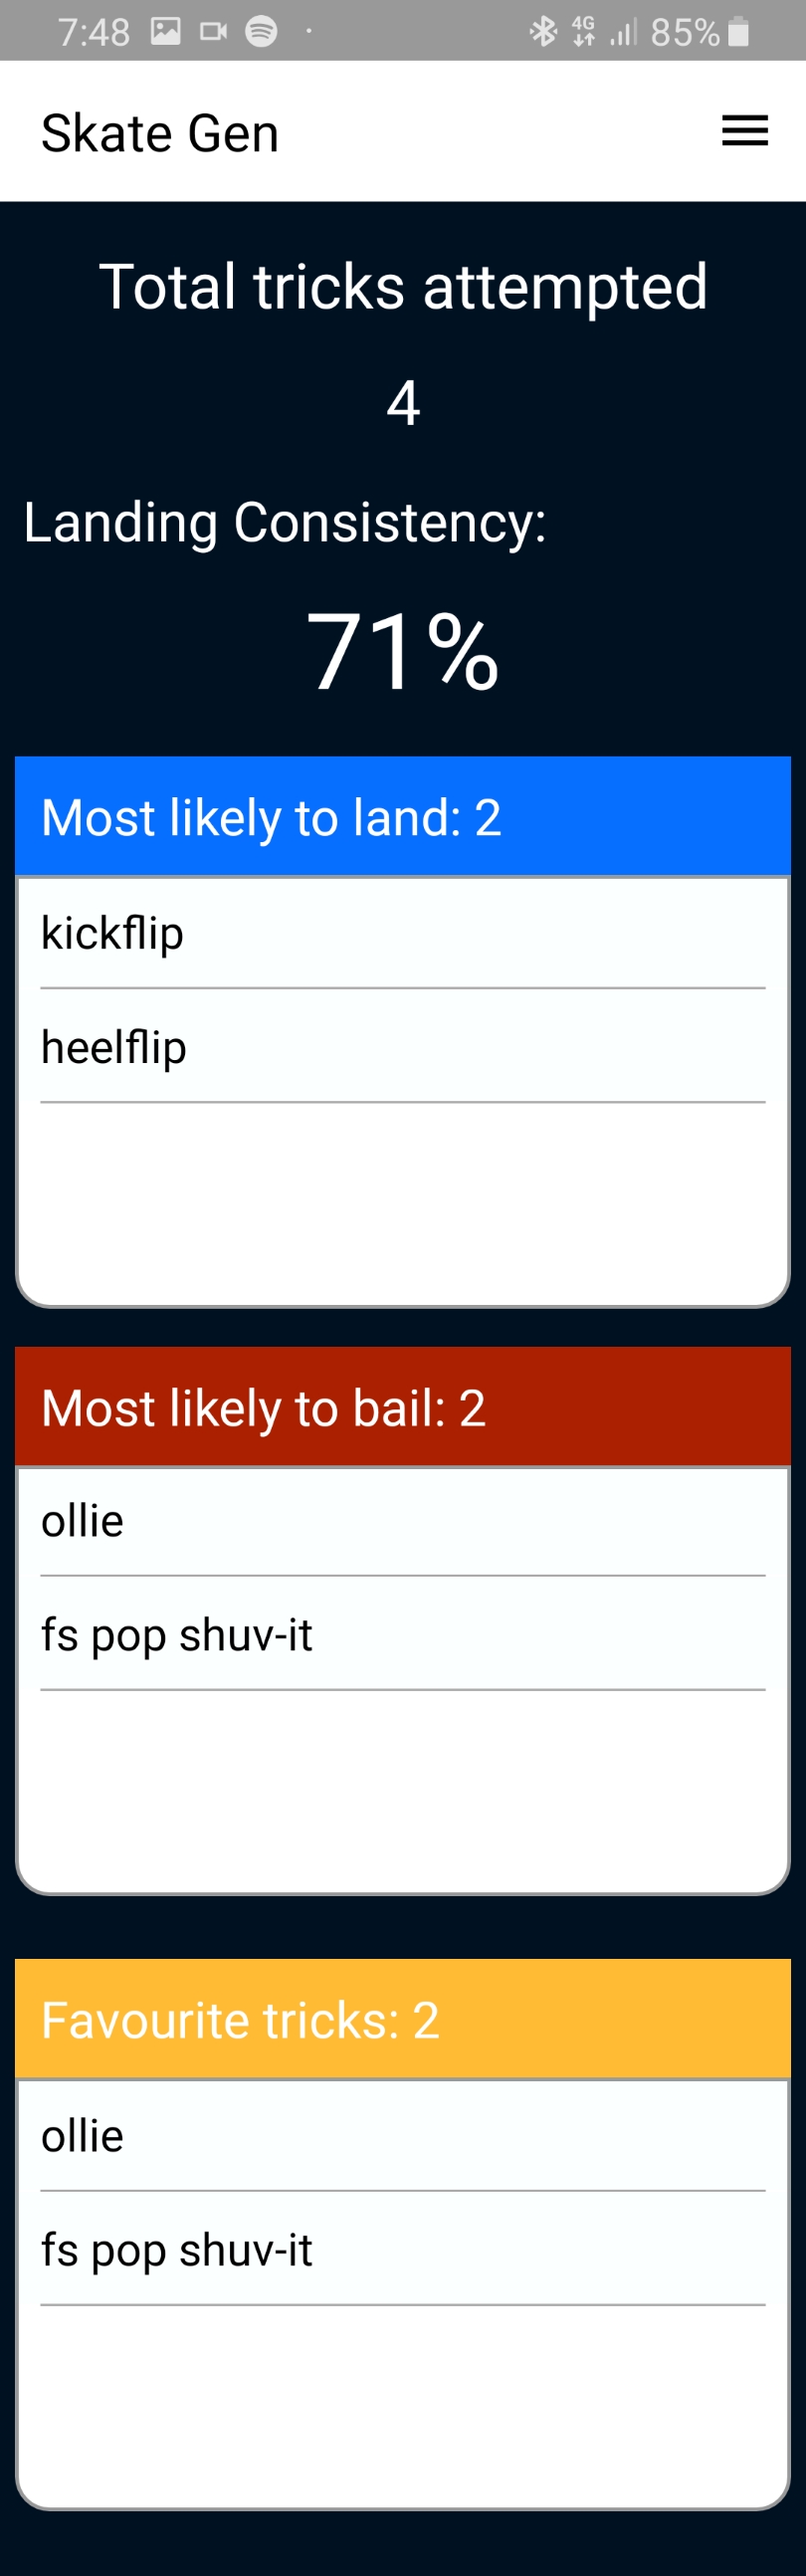 7:48
4G
85%
Skate Gen
Total tricks attempted
4
Landing Consistency:
71%
Most likely to land: 2
kickflip
heelflip
Most likely to bail: 2
ollie
fs pop shuv-it
Favourite tricks: 2
ollie
fs pop shuv-it